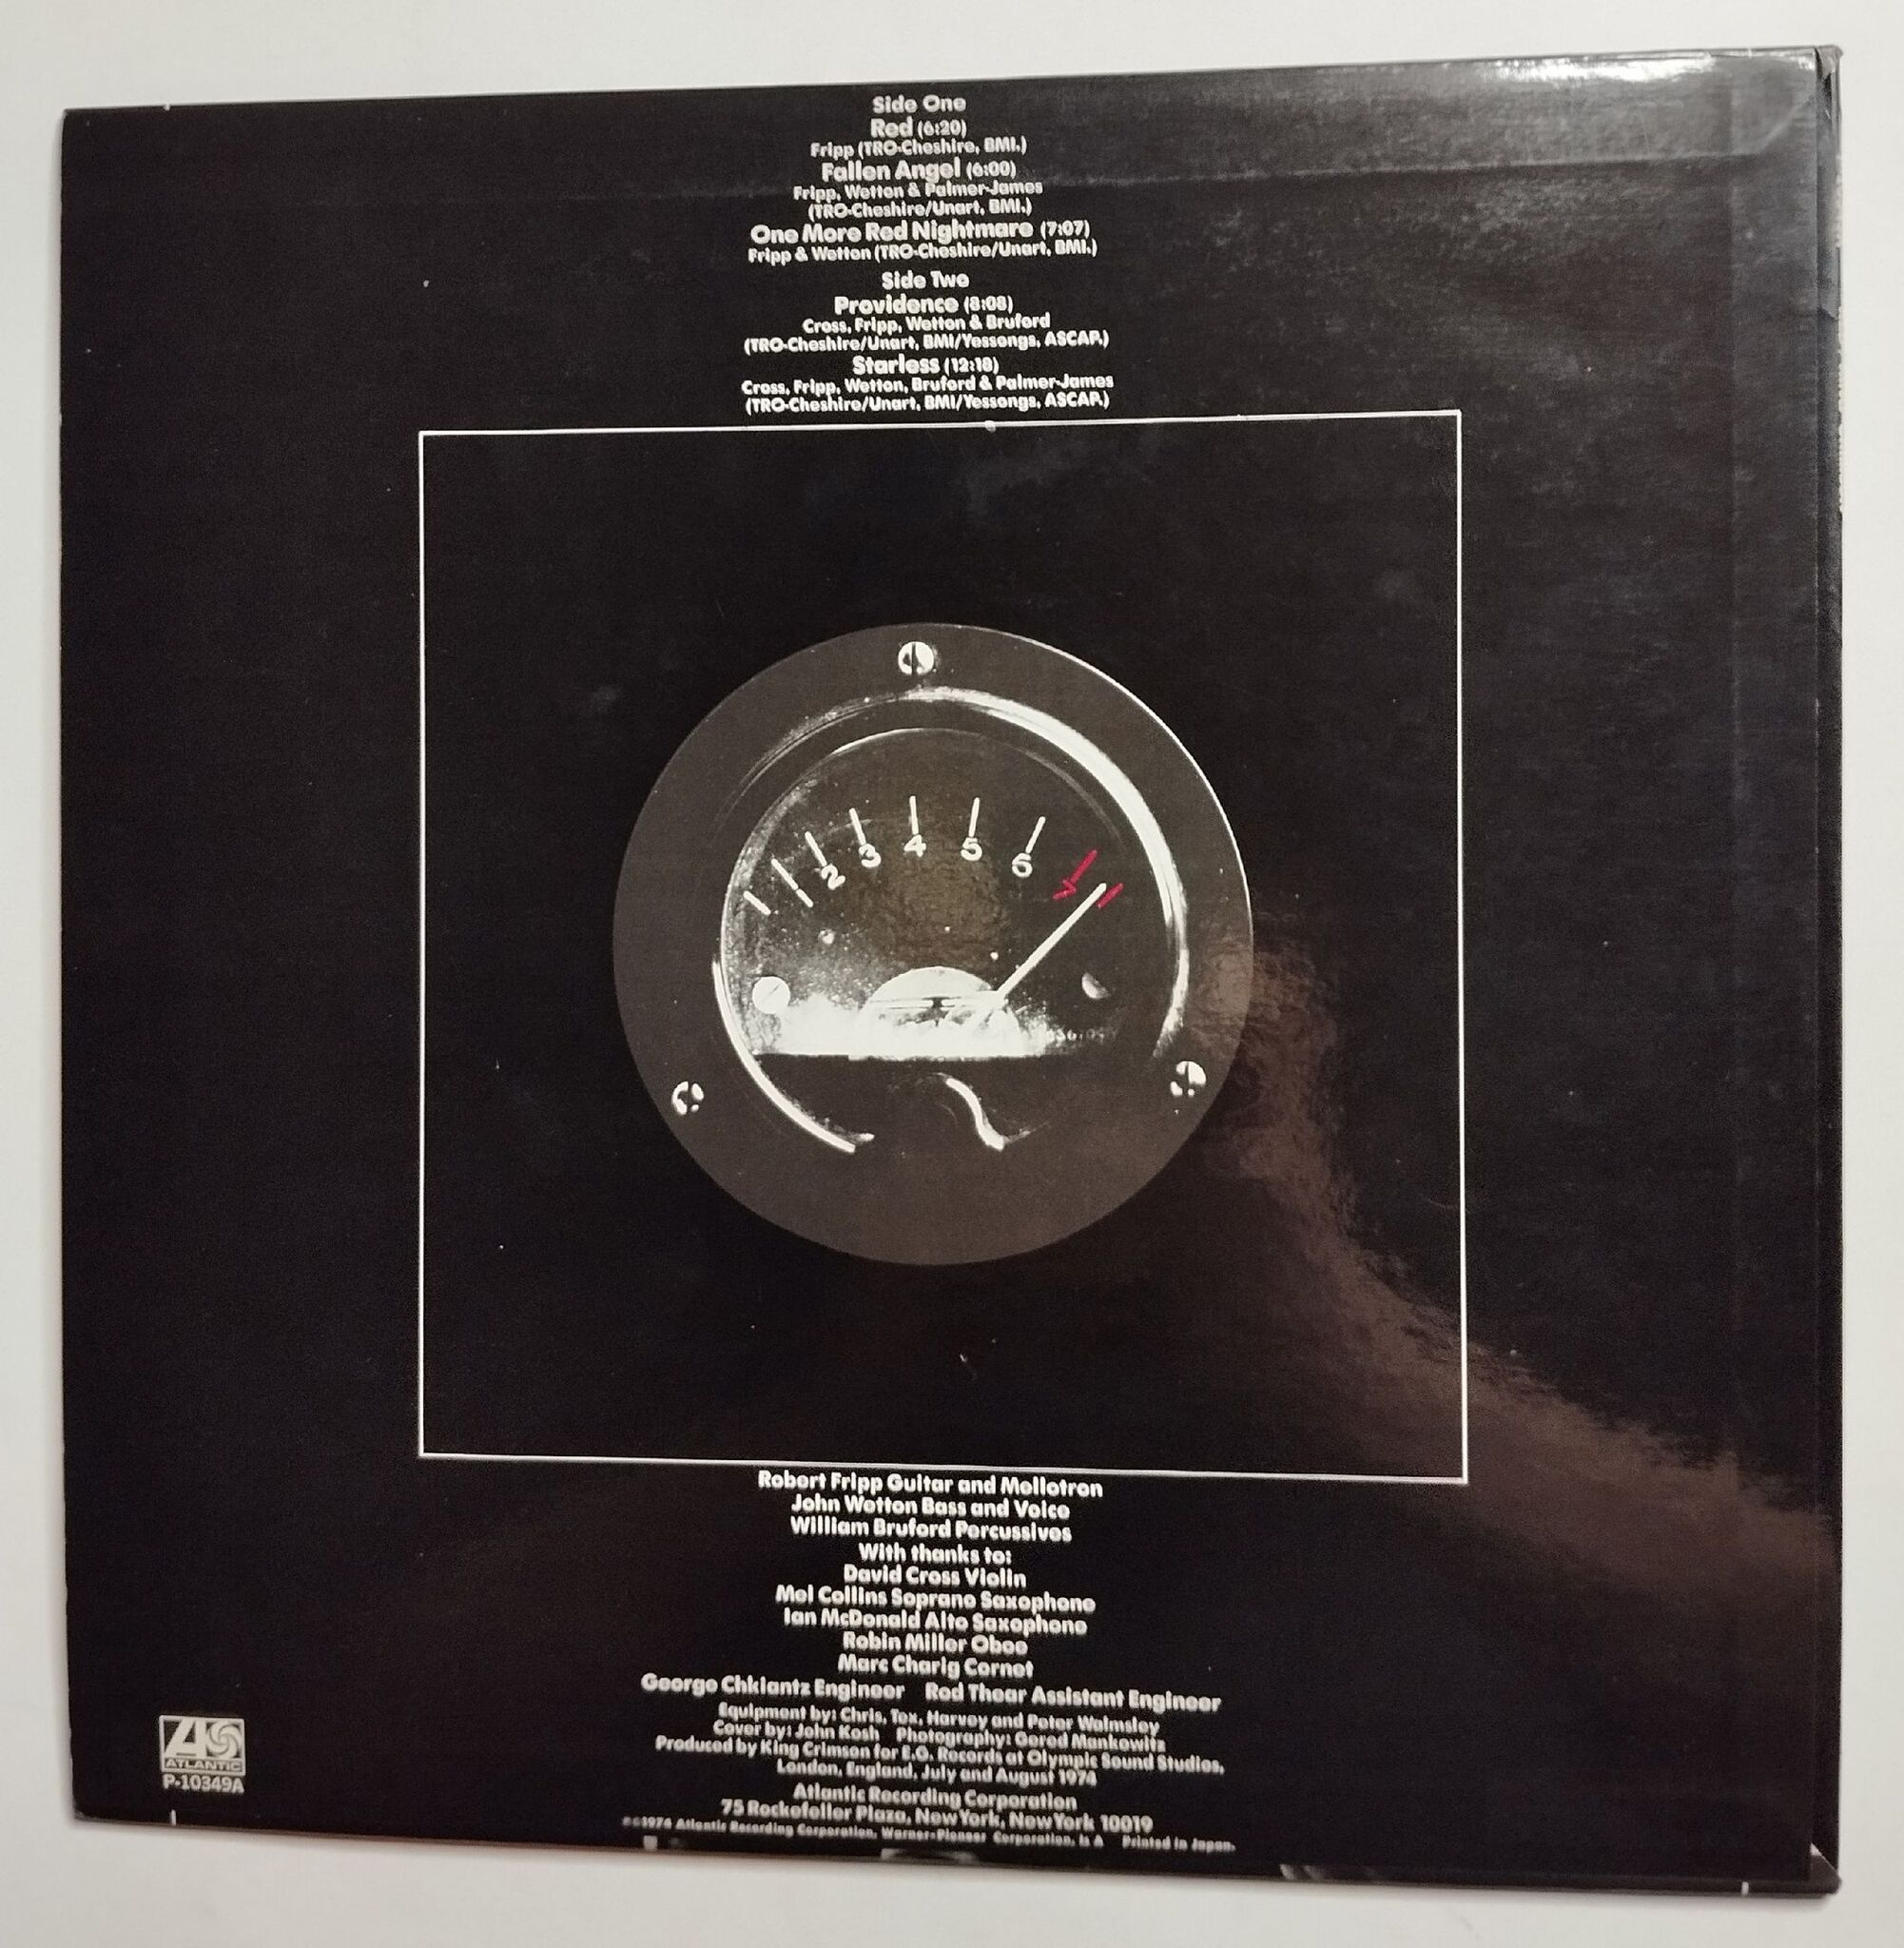 Side One
Red (6:20)
Fripp (TRO-Cheshire, BMI.)
Fallen Angel (6:00)
Fripp, Wetton & Palmer-James
(TRO-Cheshire/Unart, BMI.)
One More Red Nightmare (7:07)
Fripp & Wetton (TRO-Cheshire/Unart, BMI.)
Side Two
Providence (8:08)
Cross, Fripp, Wetton & Bruford
(TRO-Cheshire/Unart, BMI/Yessongs, ASCAP.)
Starless (12:18)
Cross, Fripp, Wetton, Bruford & Palmer-James
(TRO-Cheshire/Unart, BMI/Yessongs, ASCAP.)
2 3 4 5 6 7
Robert Fripp Guitar and Mellotron
John Wetton Bass and Voice
William Bruford Percussives
With thanks to:
David Cross Violin
Mel Collins Soprano Saxophone
Ian McDonald Alto Saxophone
Robin Miller Oboe
Marc Charig Cornet
George Chkiantz Engineer Rod Thear Assistant Engineer
Equipment by: Chris, Tex, Harvey and Peter Walmsley
Cover by: John Kosh Photography: Gered Mankowitz
Produced by King Crimson for E.G. Records at Olympic Sound Studios,
London, England, July and August 1974
Atlantic Recording Corporation
75 Rockefeller Plaza, New York, New York 10019
1974 Atlantic Recording Corporation, Warner-Pioneer Corporation, Printed in Japan.
ATLANTIC
P-10349A